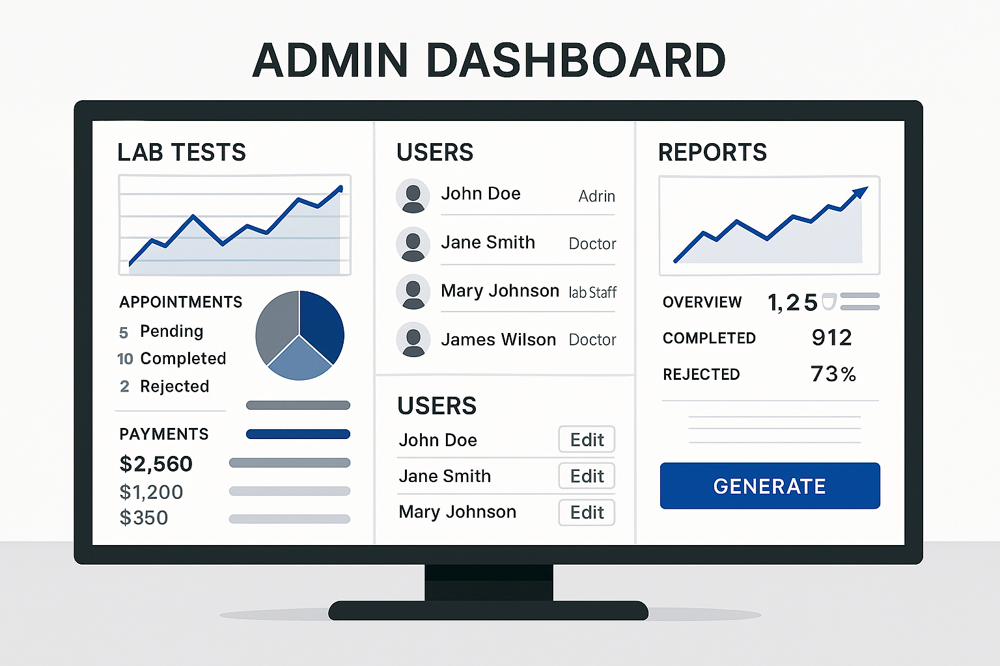 ADMIN DASHBOARD
LAB TESTS
APPOINTMENTS
5 Pending
10 Completed
2 Rejected
PAYMENTS
$2,560
$1,200
$350
USERS
John Doe Adrin
Jane Smith Doctor
Mary Johnson lab Staff
James Wilson Doctor
USERS
John Doe Edit
Jane Smith Edit
Mary Johnson Edit
REPORTS
OVERVIEW 1,25
COMPLETED 912
REJECTED 73%
GENERATE